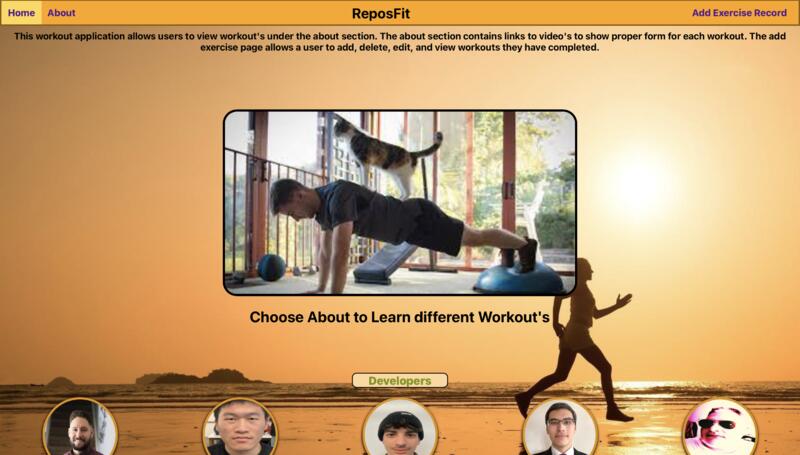 Home
About
ReposFit
Add Exercise Record
This workout application allows users to view workout's under the about section. The about section contains links to video's to show proper form for each workout. The add
exercise page allows a user to add, delete, edit, and view workouts they have completed.
Choose About to Learn different Workout's
Developers